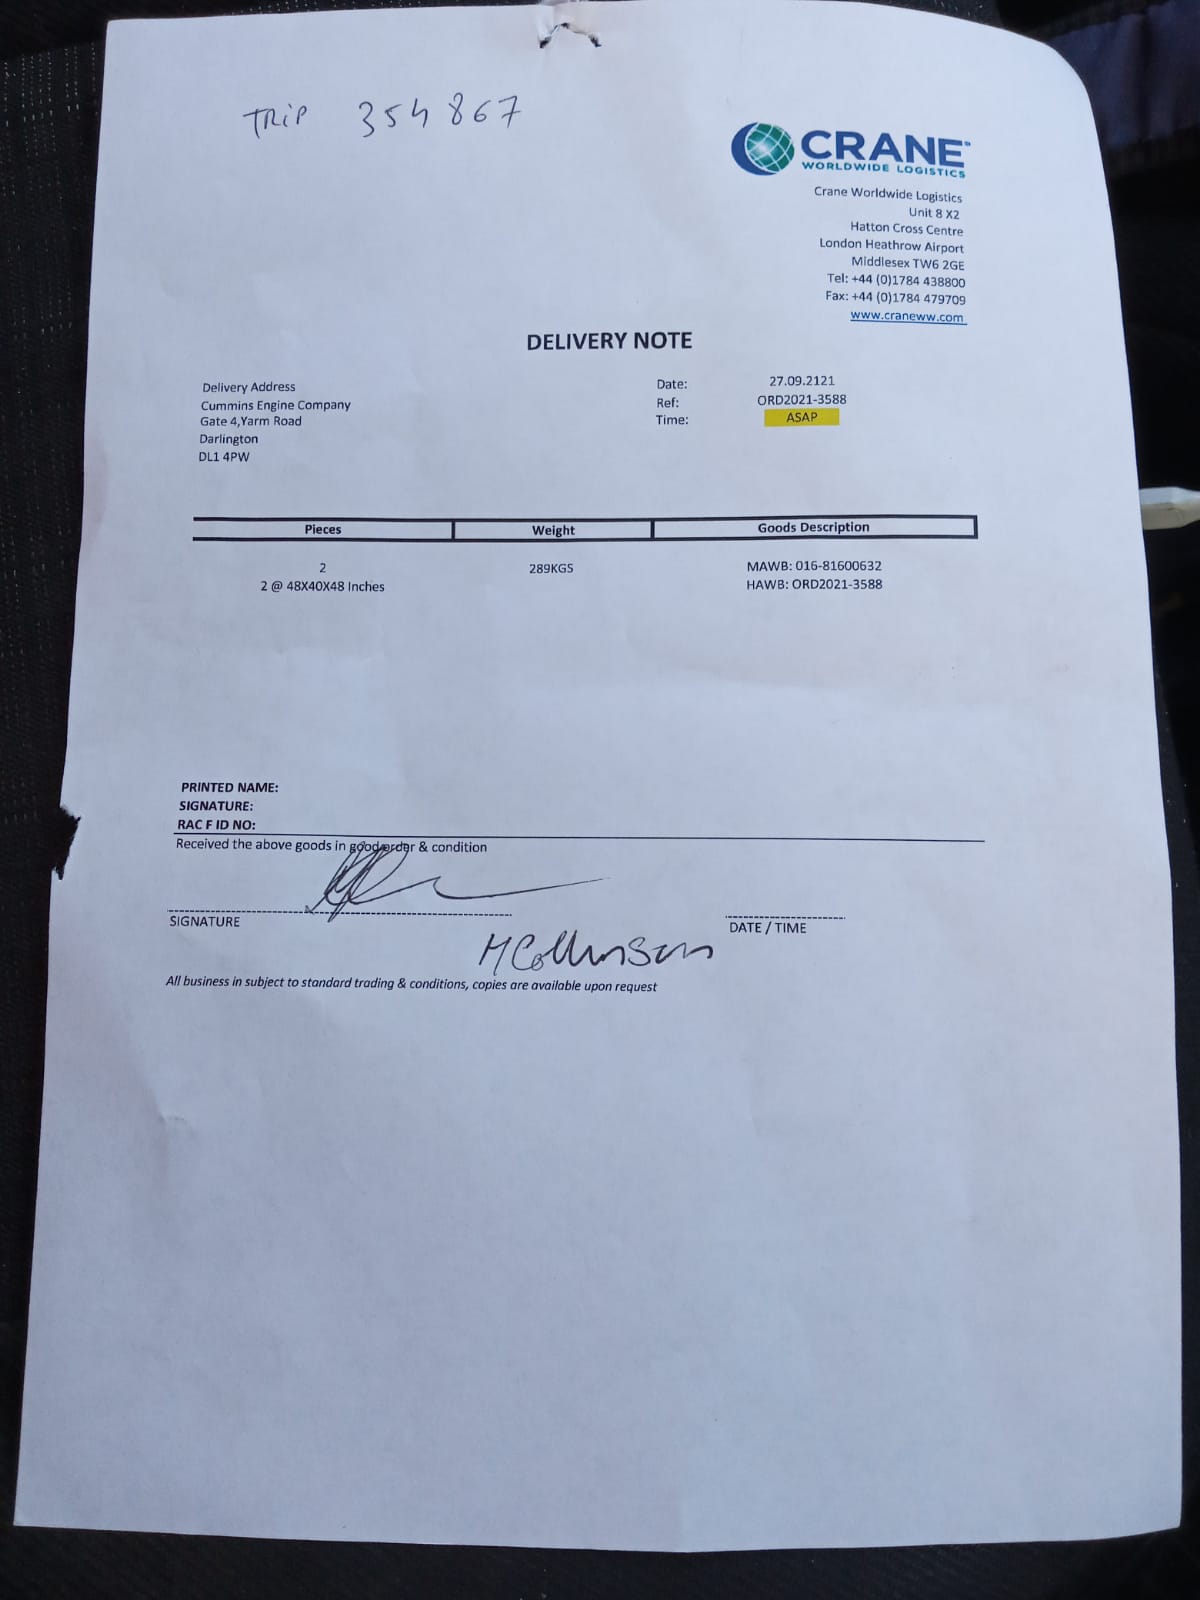 TRiP 354867
CRANE
WORLDWIDE LOGISTICS
Crane Worldwide Logistics
Unit 8 X2
Hatton Cross Centre
London Heathrow Airport
Middlesex TW6 2GE
Tel: +44 (0)1784 438800
Fax: +44 (0)1784 479709
www.craneww.com
DELIVERY NOTE
Delivery Address
Cummins Engine Company
Gate 4,Yarm Road
Darlington
DL1 4PW
Date: 27.09.2121
Ref: ORD2021-3588
Time: ASAP
Pieces Weight Goods Description
2 289KGS MAWB: 016-81600632
2 @ 48X40X48 Inches HAWB: ORD2021-3588
PRINTED NAME:
SIGNATURE:
RAC F ID NO:
Received the above goods in good order & condition
SIGNATURE DATE / TIME
M Collinson
All business in subject to standard trading & conditions, copies are available upon request